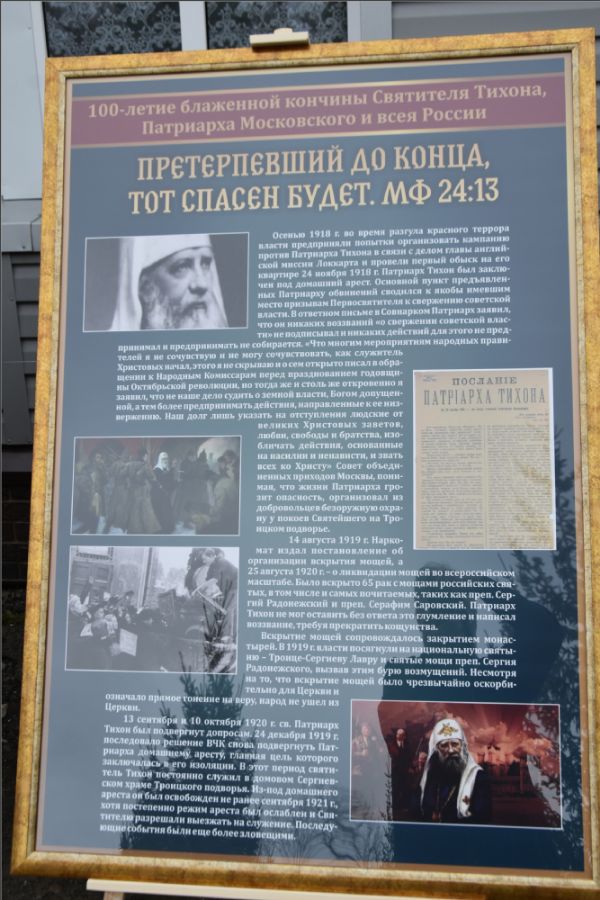 100-летие блаженной кончины Святителя Тихона,
Патриарха Московского и всея России
ПРЕТЕРПЕВШИЙ ДО КОНЦА,
ТОТ СПАСЕН БУДЕТ. МФ 24:13
Осенью 1918 г. во время разгула красного террора
власти предприняли попытки организовать кампанию
против Патриарха Тихона в связи с делом главы англий-
ской миссии Локкарта и провели первый обыск на его
квартире 24 ноября 1918 г. Патриарх Тихон был заклю-
чен под домашний арест. Основной пункт предъявлен-
ных Патриарху обвинений сводился к якобы имевшим
место призывам Первосвятителя к свержению советской
власти. В ответном письме в Совнарком Патриарх заявил,
что он никаких воззваний «о свержении советской влас-
ти» не подписывал и никаких действий для этого не пред-
принимал и предпринимать не собирается. «Что многим мероприятиям народных прави-
телей я не сочувствую и не могу сочувствовать, как служитель
Христовых начал, этого я не скрываю и о сем открыто писал в обра-
щении к Народным Комиссарам перед празднованием годовщи-
ны Октябрьской революции, но тогда же и столь же откровенно я
заявил, что не наше дело судить о земной власти, Богом допущен-
ной, а тем более предпринимать действия, направленные к ее низ-
вержению. Наш долг лишь указать на отступления людские от
великих Христовых заветов,
любви, свободы и братства, изо-
бличать действия, основанные
на насилии и ненависти, и звать
всех ко Христу» Совет объеди-
ненных приходов Москвы, пони-
мая, что жизни Патриарха гро-
зит опасность, организовал из
добровольцев безоружную охра-
ну у покоев Святейшего на Тро-
ицком подворье.
14 августа 1919 г. Нарко-
мат издал постановление об
организации вскрытия мощей, а
25 августа 1920 г. – о ликвидации мощей во всероссийском
масштабе. Было вскрыто 65 рак с мощами российских свя-
тых, в том числе и самых почитаемых, таких как преп. Сер-
гий Радонежский и преп. Серафим Саровский. Патриарх
Тихон не мог оставить без ответа это глумление и написал
воззвание, требуя прекратить кощунства.
Вскрытие мощей сопровождалось закрытием монас-
тырей. В 1919 г. власти посягнули на национальную святы-
ню – Троице-Сергиеву Лавру и святые мощи преп. Сергия
Радонежского, вызвав этим бурю возмущений. Несмотря
на то, что вскрытие мощей было чрезвычайно оскорби-
тельно для Церкви и
означало прямое гонение на веру, народ не ушел из
Церкви.
13 сентября и 10 октября 1920 г. св. Патриарх
Тихон был подвергнут допросам. 24 декабря 1919 г.
последовало решение ВЧК снова подвергнуть Пат-
риарха домашнему аресту, главная цель которого
заключалась в его изоляции. В этот период святи-
тель Тихон постоянно служил в домовом Сергиев-
ском храме Троицкого подворья. Из-под домашнего
ареста он был освобожден не ранее сентября 1921 г.,
хотя постепенно режим ареста был ослаблен и Свя-
тителю разрешали выезжать на служение. Последу-
ющие события были еще более зловещими.
ПОСЛАНІЕ
ПАТРІАРХА ТИХОНА